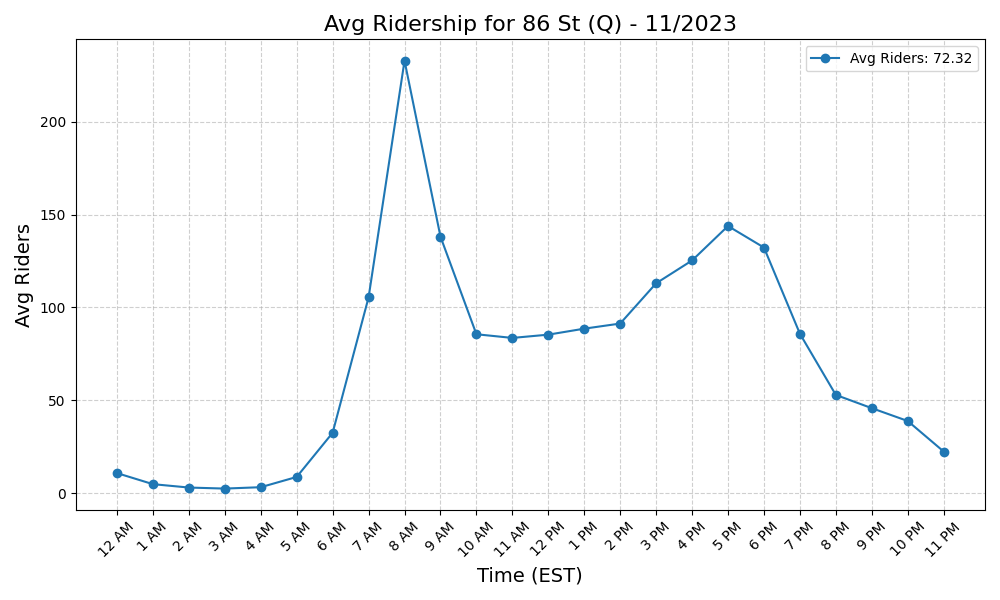 Avg Ridership for 86 St (Q) - 11/2023
Avg Riders: 72.32
Avg Riders
200
150
100
50
0
12 AM
1 AM
2 AM
3 AM
4 AM
5 AM
6 AM
7 AM
8 AM
9 AM
10 AM
11 AM
12 PM
1 PM
2 PM
3 PM
4 PM
5 PM
6 PM
7 PM
8 PM
9 PM
10 PM
11 PM
Time (EST)